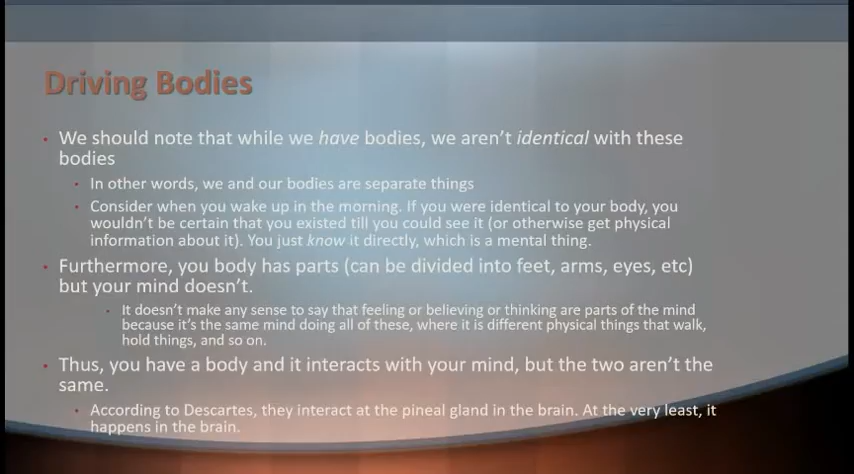 Driving Bodies
• We should note that while we have bodies, we aren't identical with these
bodies
• In other words, we and our bodies are separate things
• Consider when you wake up in the morning. If you were identical to your body, you
wouldn't be certain that you existed till you could see it (or otherwise get physical
information about it). You just know it directly, which is a mental thing.
• Furthermore, you body has parts (can be divided into feet, arms, eyes, etc)
but your mind doesn't.
• It doesn't make any sense to say that feeling or believing or thinking are parts of the mind
because it's the same mind doing all of these, where it is different physical things that walk,
hold things, and so on.
• Thus, you have a body and it interacts with your mind, but the two aren't the
same.
• According to Descartes, they interact at the pineal gland in the brain. At the very least, it
happens in the brain.